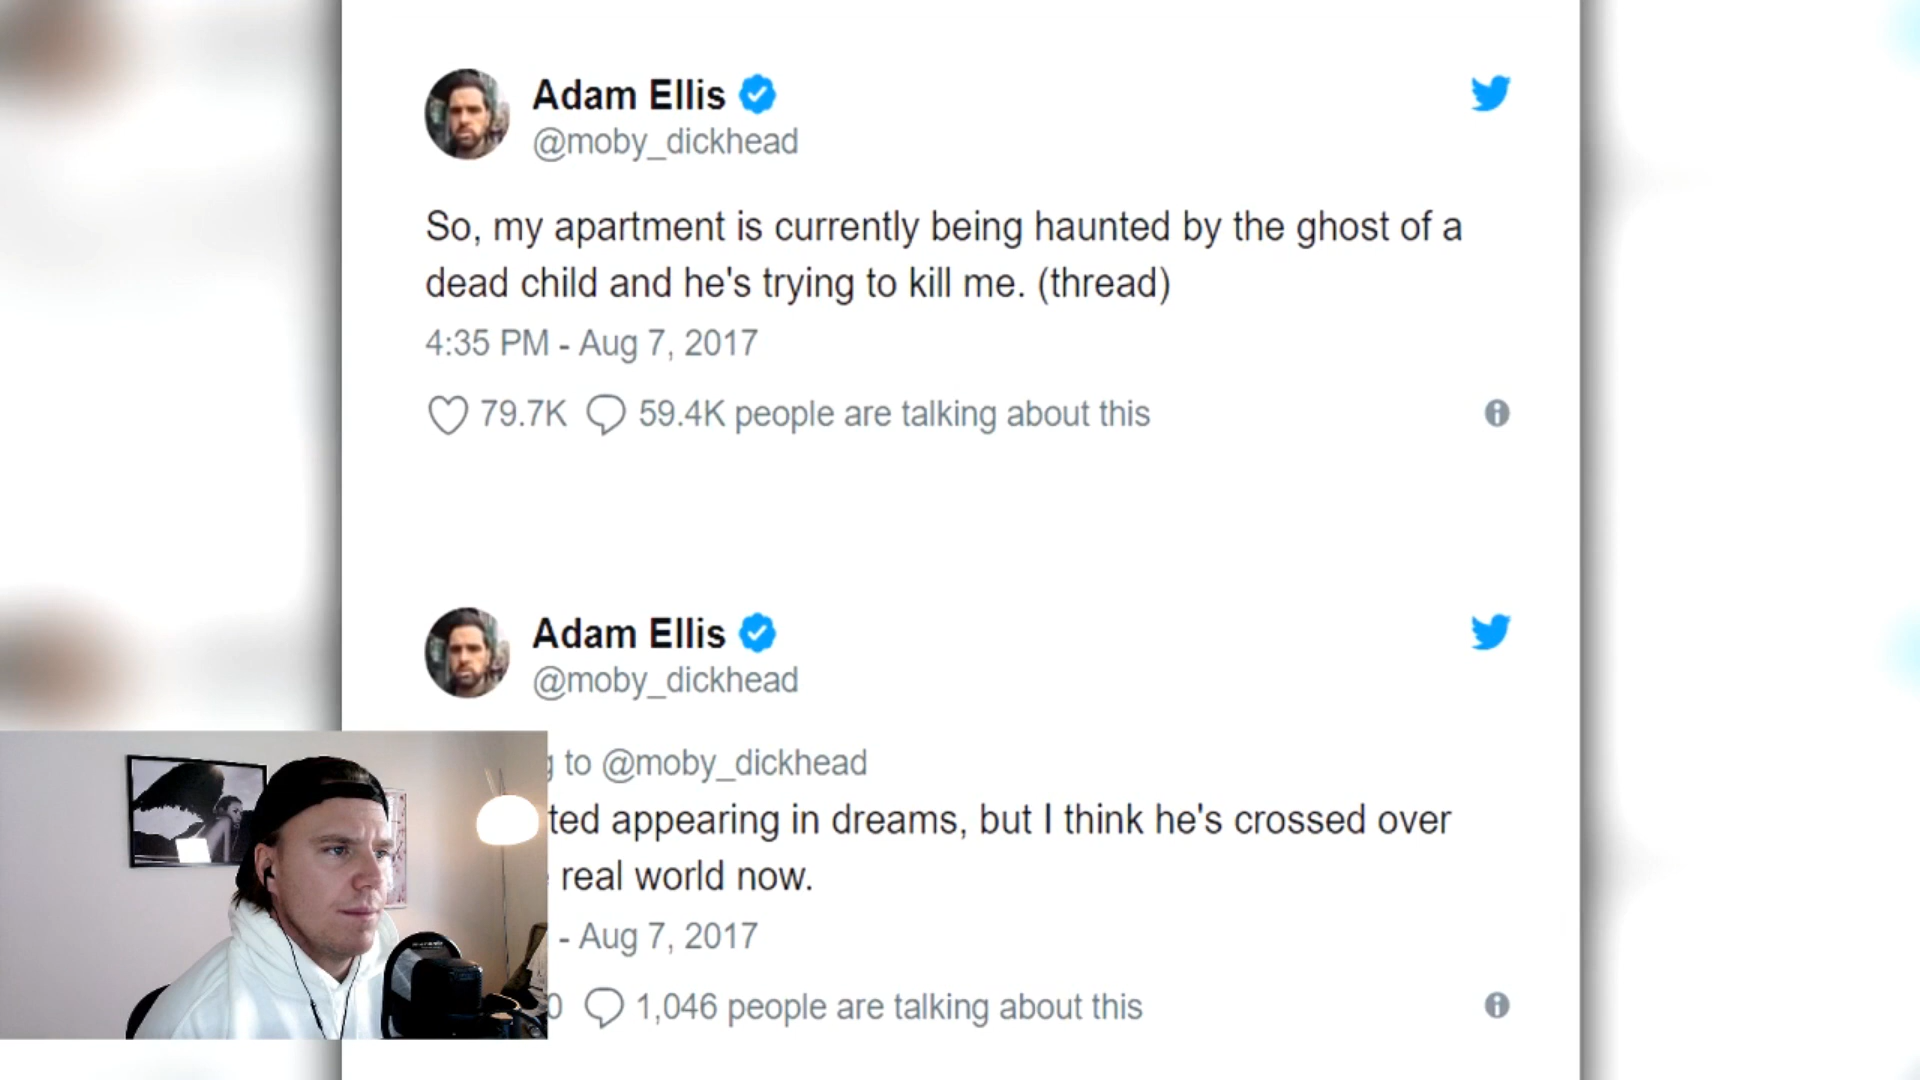 Adam Ellis
@moby_dickhead
So, my apartment is currently being haunted by the ghost of a
dead child and he's trying to kill me. (thread)
4:35 PM - Aug 7, 2017
79.7K 59.4K people are talking about this
Adam Ellis
@moby_dickhead
to @moby_dickhead
appearing in dreams, but I think he's crossed over
real world now.
- Aug 7, 2017
1,046 people are talking about this